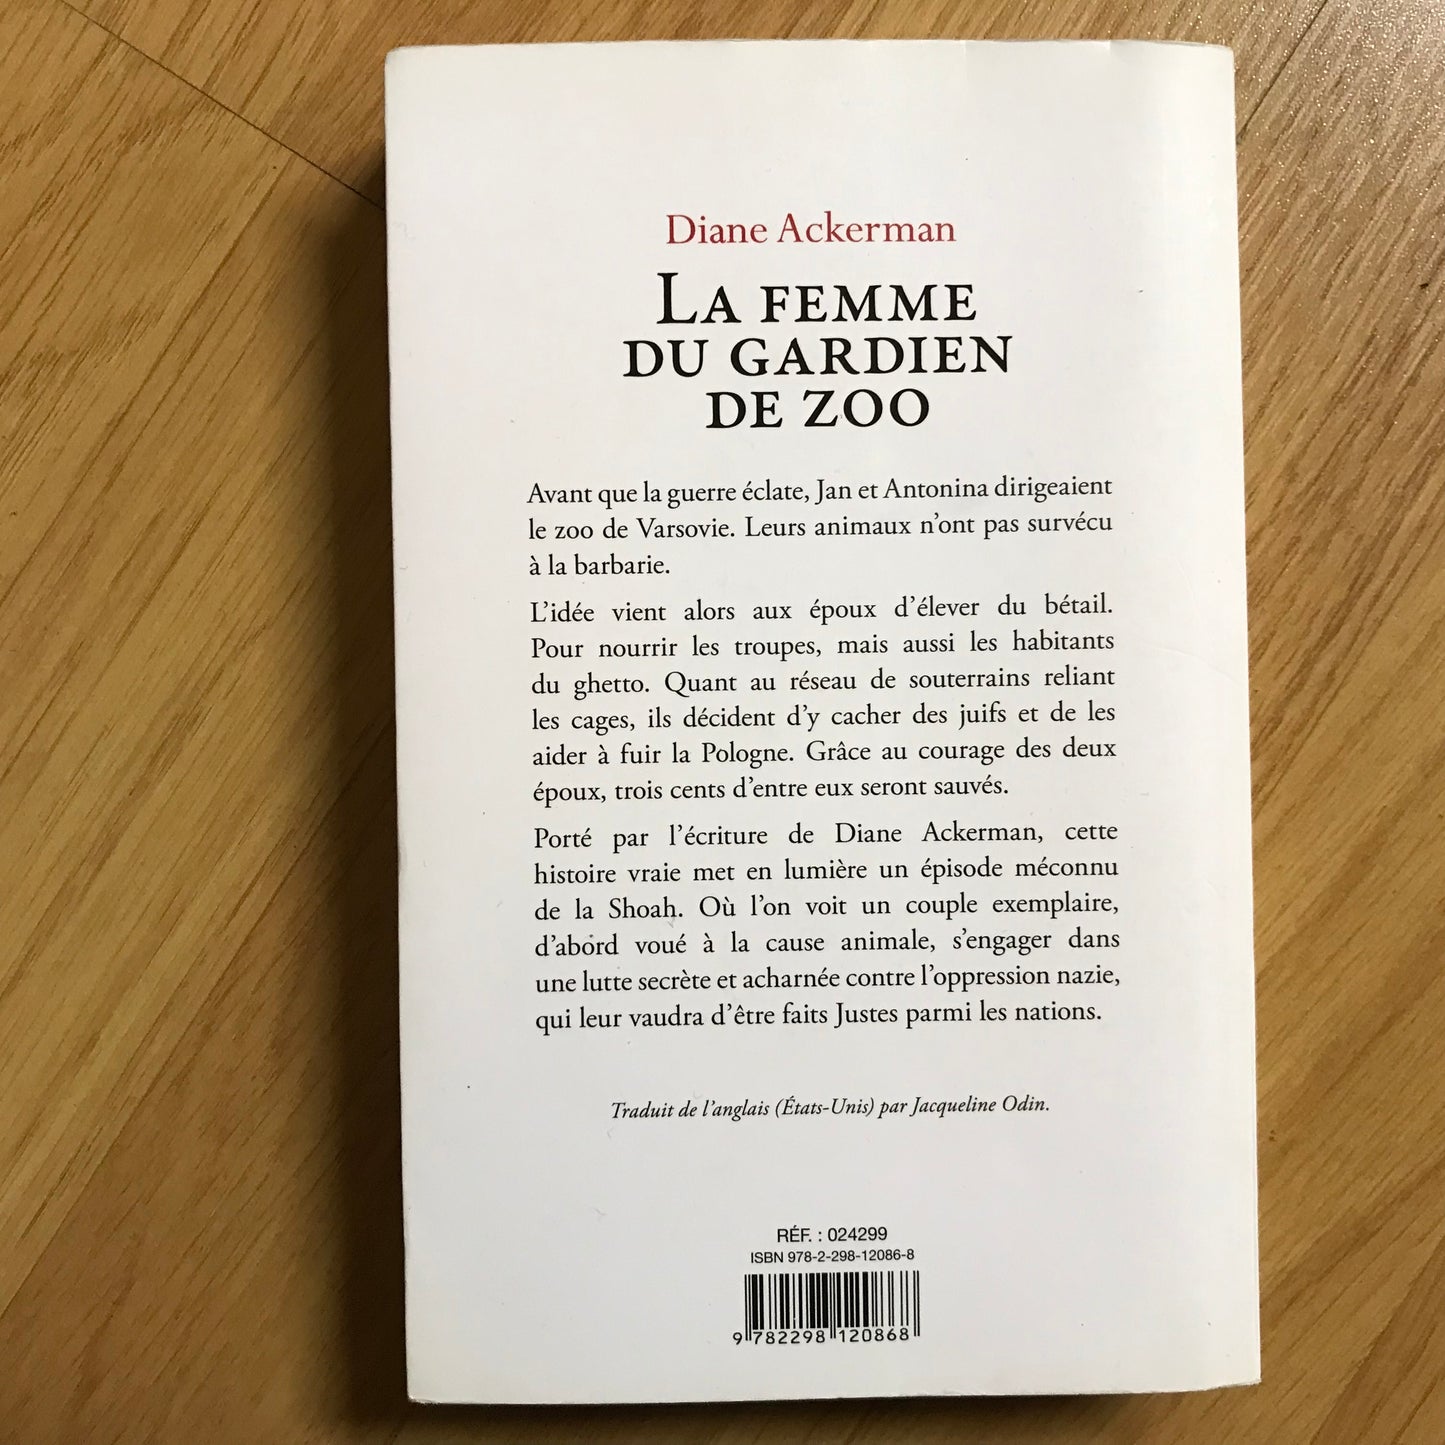 Diane Ackerman
LA FEMME
DU GARDIEN
DE ZOO
Avant que la guerre éclate, Jan et Antonina dirigeaient
le zoo de Varsovie. Leurs animaux n'ont pas survécu
à la barbarie.
L'idée vient alors aux époux d'élever du bétail.
Pour nourrir les troupes, mais aussi les habitants
du ghetto. Quant au réseau de souterrains reliant
les cages, ils décident d'y cacher des juifs et de les
aider à fuir la Pologne. Grâce au courage des deux
époux, trois cents d'entre eux seront sauvés.
Porté par l'écriture de Diane Ackerman, cette
histoire vraie met en lumière un épisode méconnu
de la Shoah. Où l'on voit un couple exemplaire,
d'abord voué à la cause animale, s'engager dans
une lutte secrète et acharnée contre l'oppression nazie,
qui leur vaudra d'être faits Justes parmi les nations.
Traduit de l'anglais (États-Unis) par Jacqueline Odin.
RÉF. : 024299
ISBN 978-2-298-12086-8
9 782298 120868